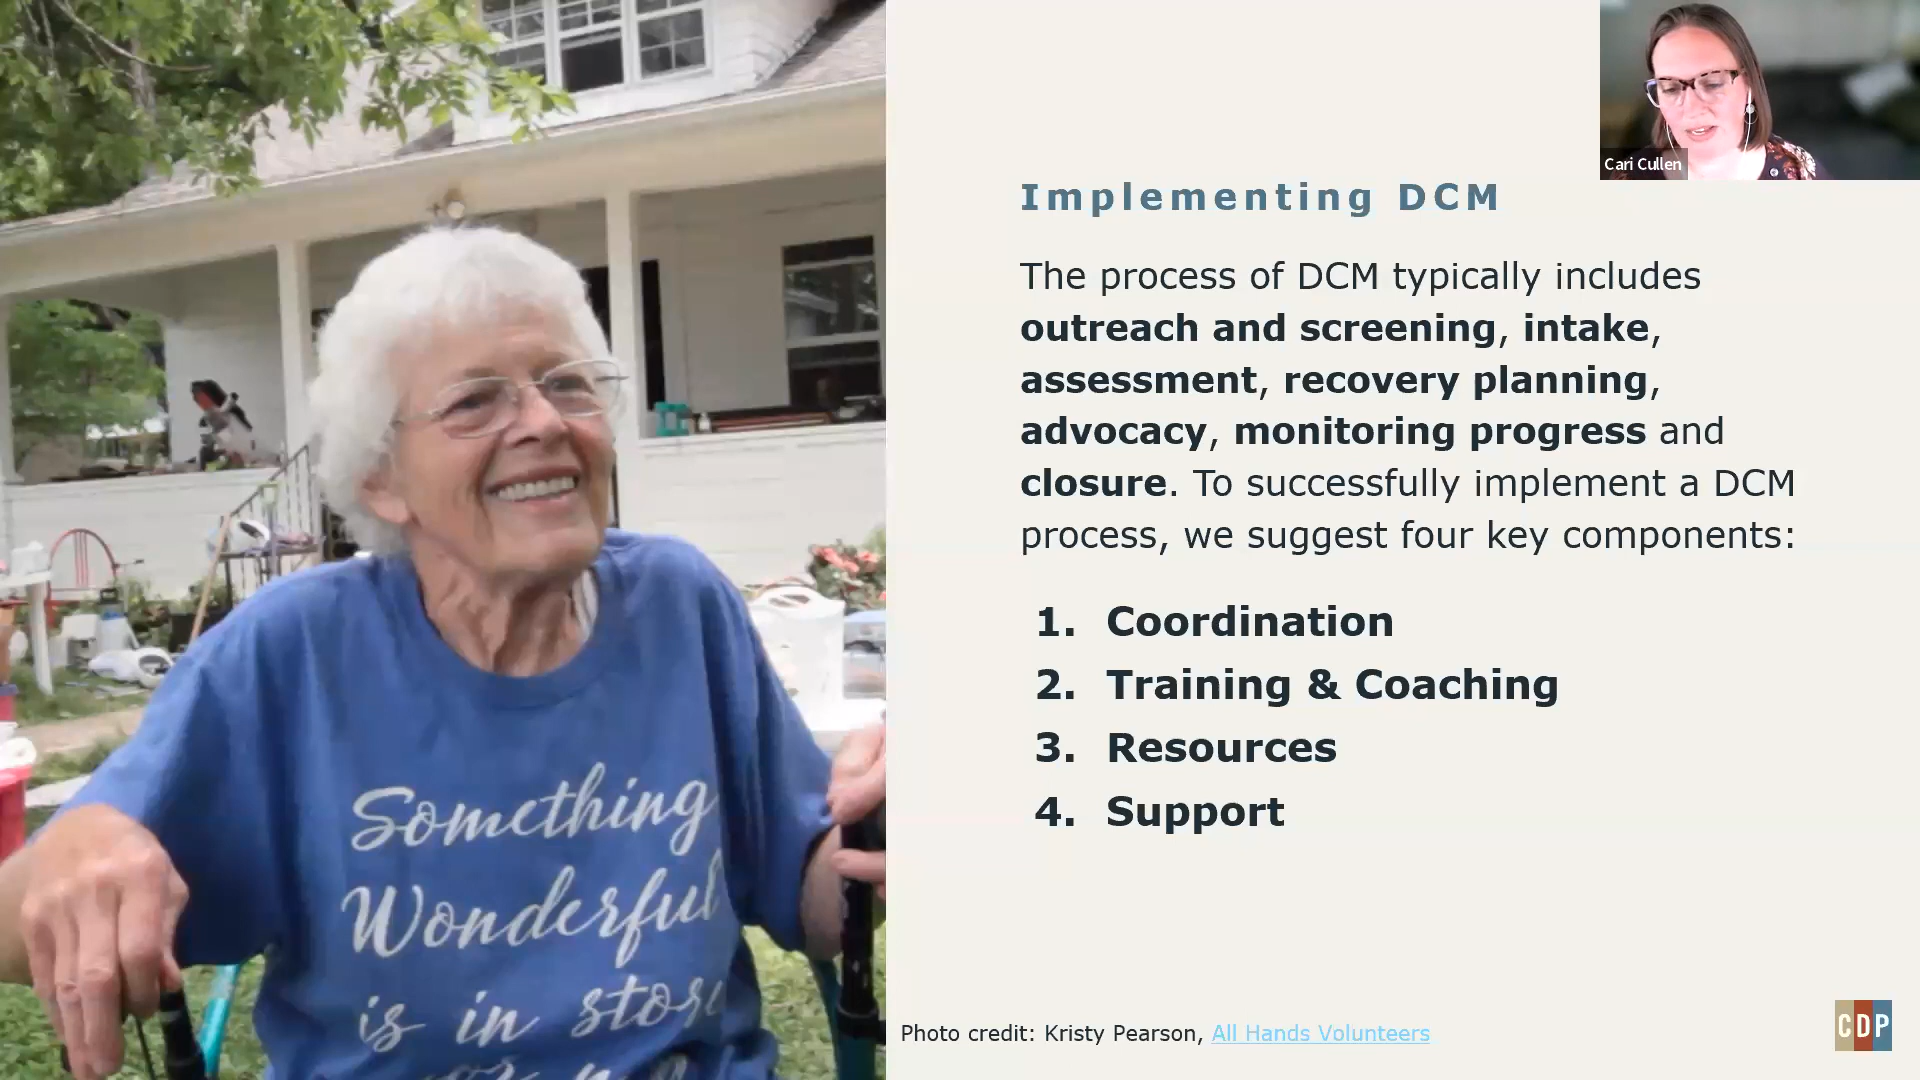 Cari Cullen
Implementing DCM
The process of DCM typically includes
outreach and screening, intake,
assessment, recovery planning,
advocacy, monitoring progress and
closure. To successfully implement a DCM
process, we suggest four key components:
1. Coordination
2. Training & Coaching
3. Resources
4. Support
Something
Wonderful
is in store
Photo credit: Kristy Pearson, All Hands Volunteers
CDP